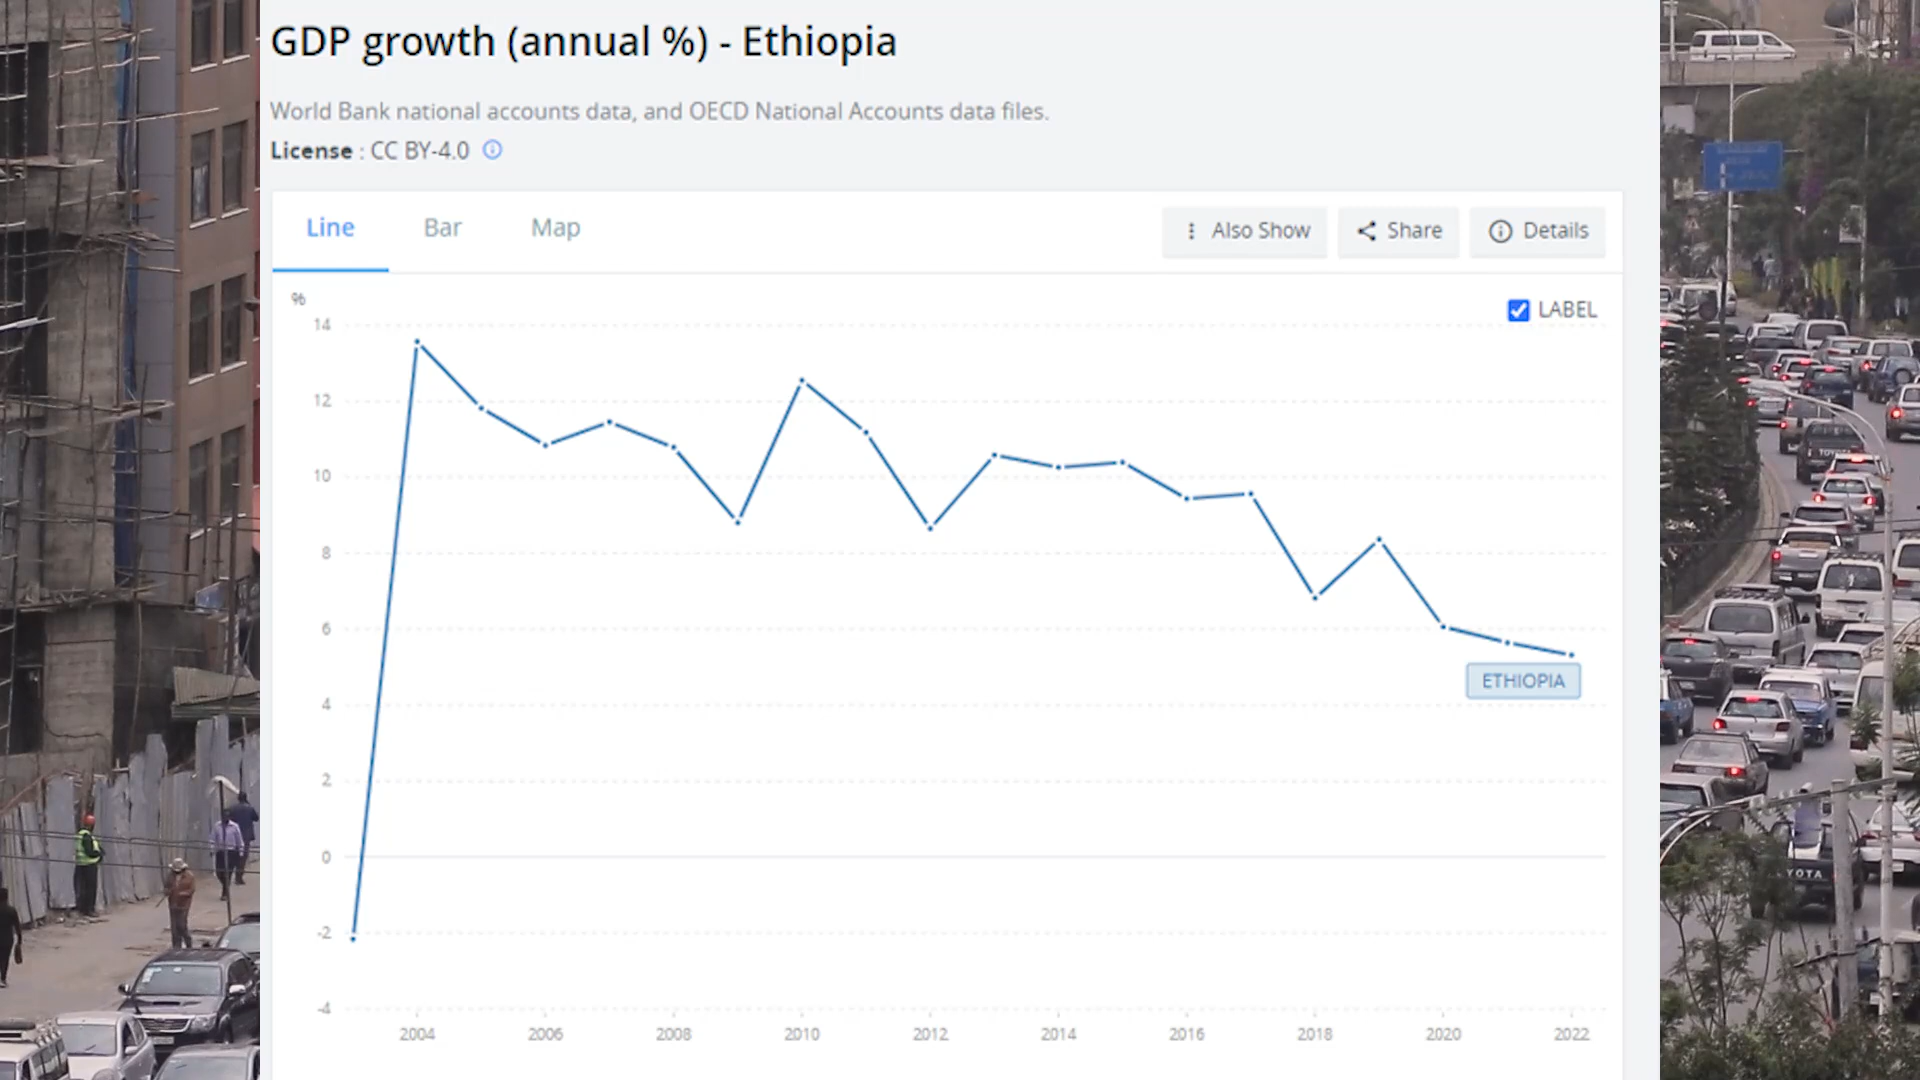 GDP growth (annual %) - Ethiopia
World Bank national accounts data, and OECD National Accounts data files.
License : CC BY-4.0
Line Bar Map Also Show Share Details
%
LABEL
14
12
10
8
6
ETHIOPIA
4
2
0
-2
-4
2004 2006 2008 2010 2012 2014 2016 2018 2020 2022
TOYOTA
YOTA